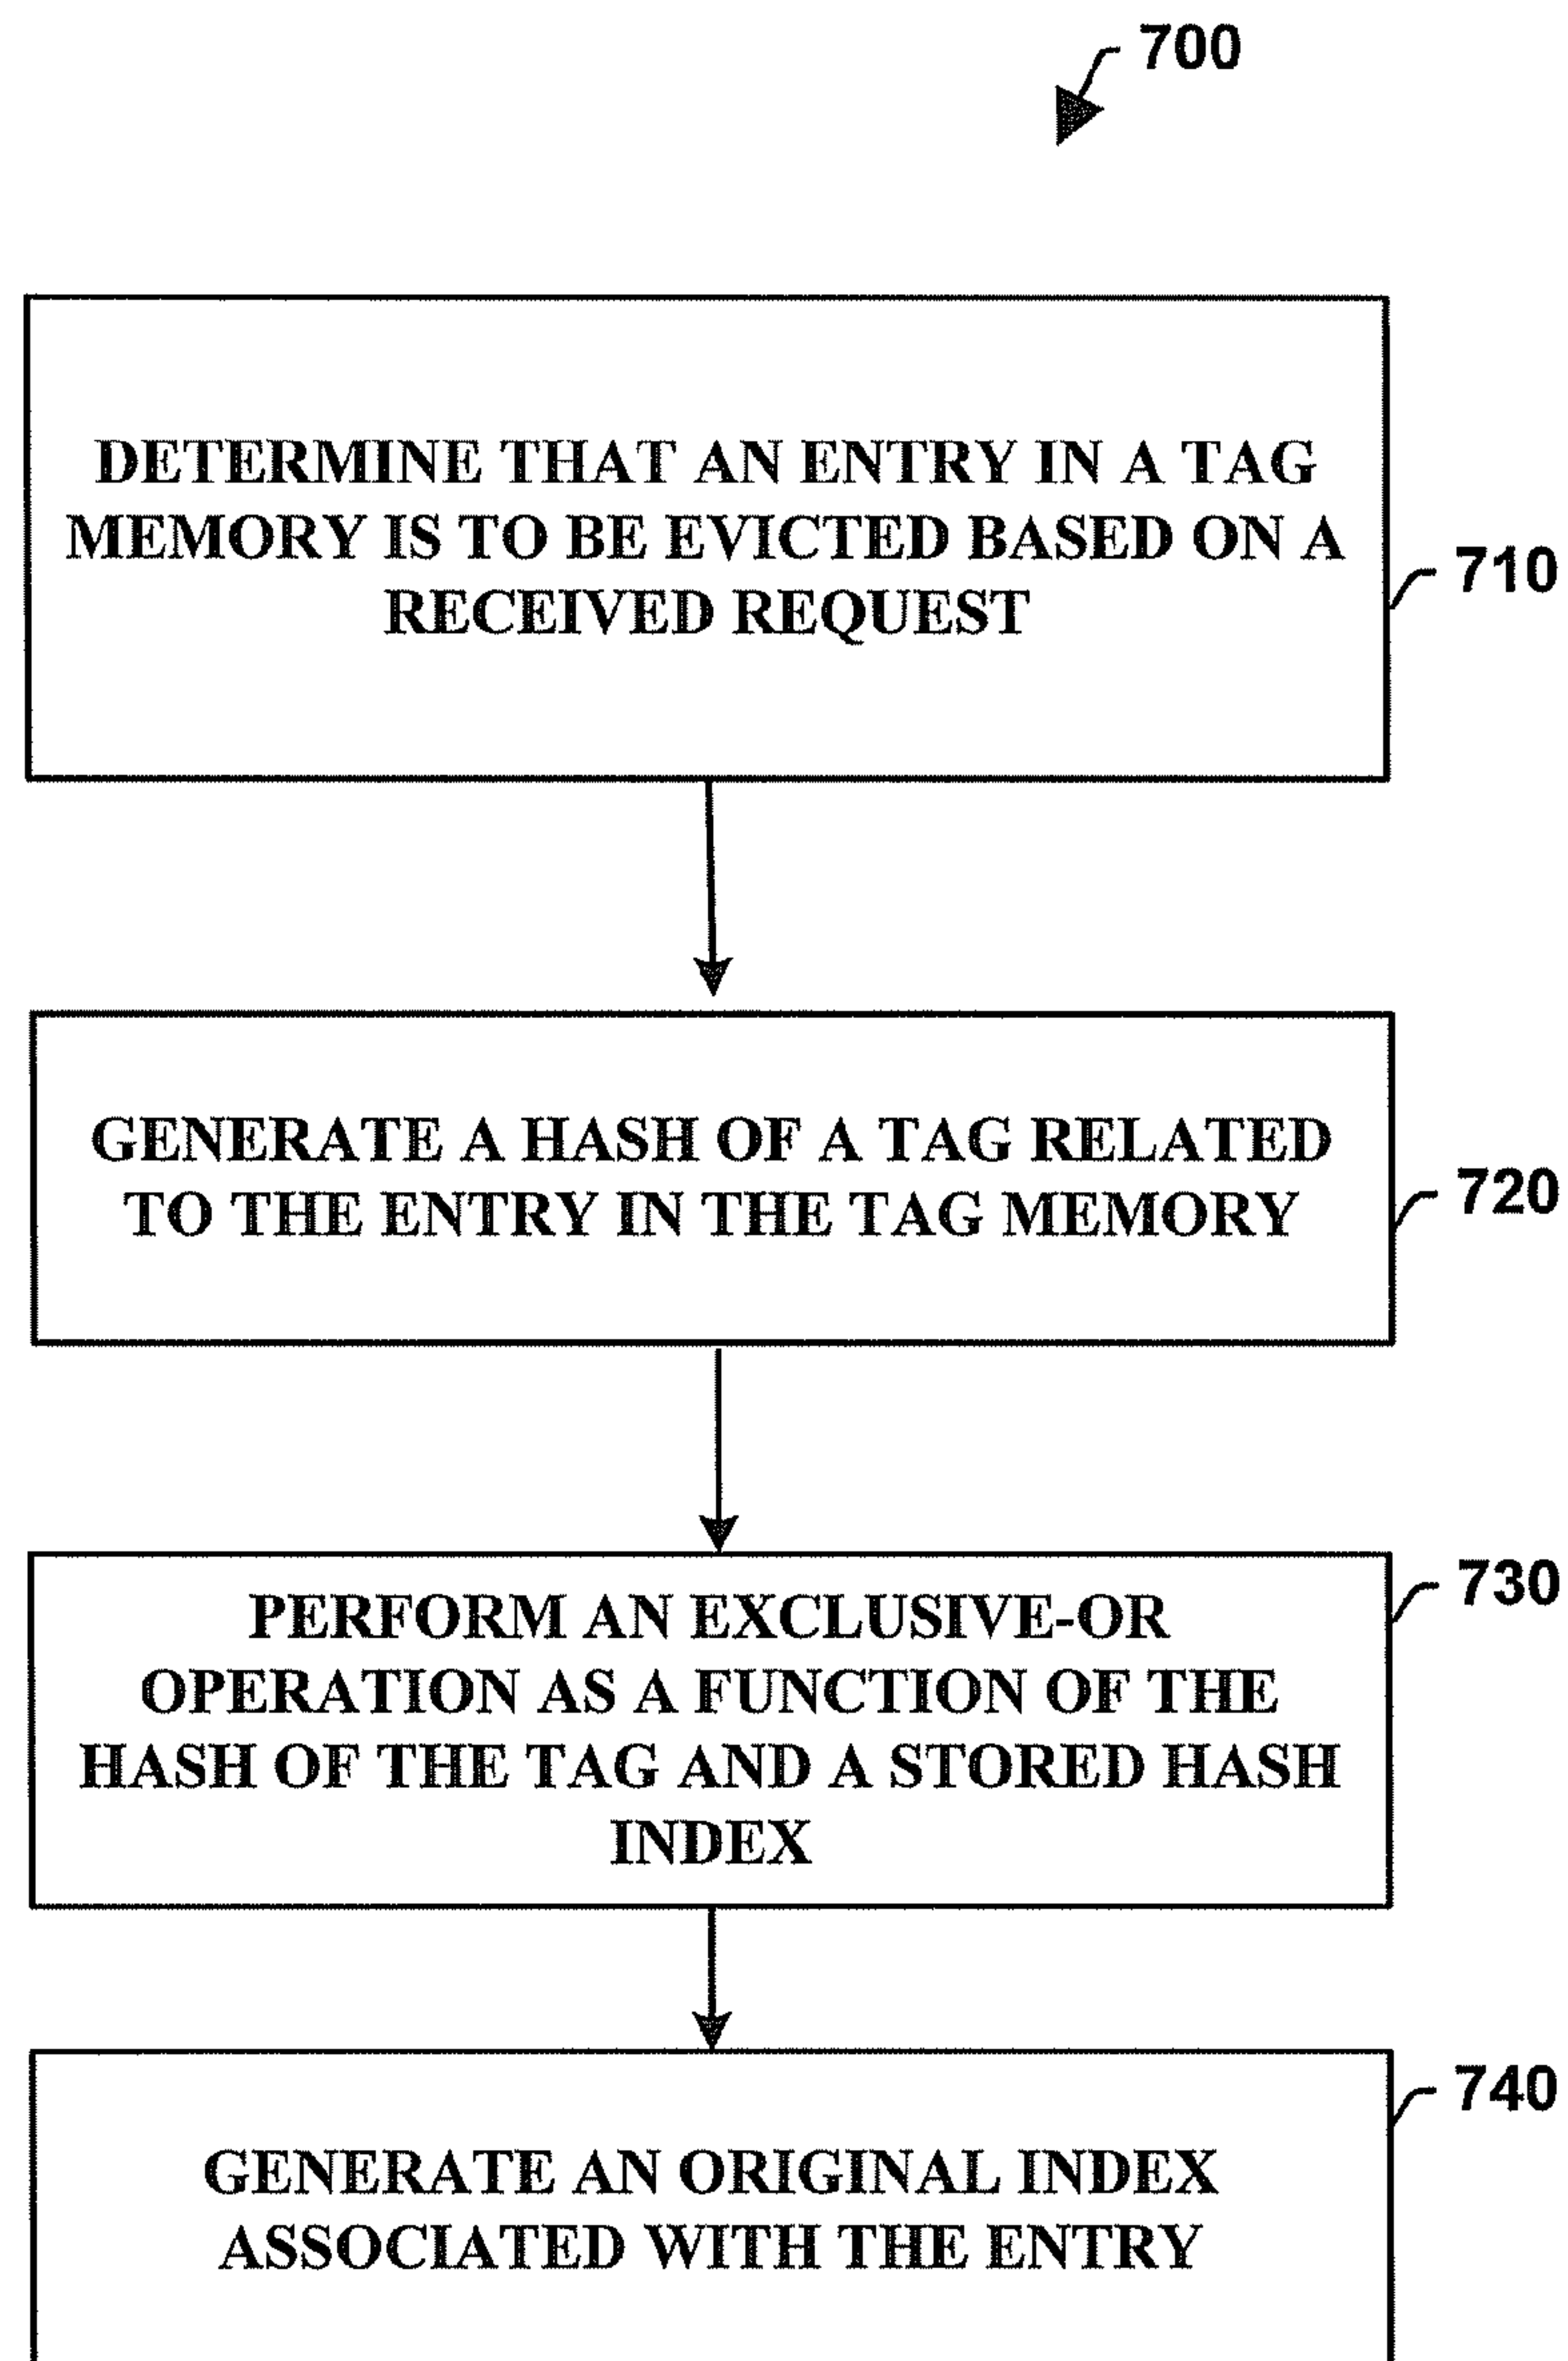 700
DETERMINE THAT AN ENTRY IN A TAG
MEMORY IS TO BE EVICTED BASED ON A
RECEIVED REQUEST
710
GENERATE A HASH OF A TAG RELATED
TO THE ENTRY IN THE TAG MEMORY
720
PERFORM AN EXCLUSIVE-OR
OPERATION AS A FUNCTION OF THE
HASH OF THE TAG AND A STORED HASH
INDEX
730
GENERATE AN ORIGINAL INDEX
ASSOCIATED WITH THE ENTRY
740